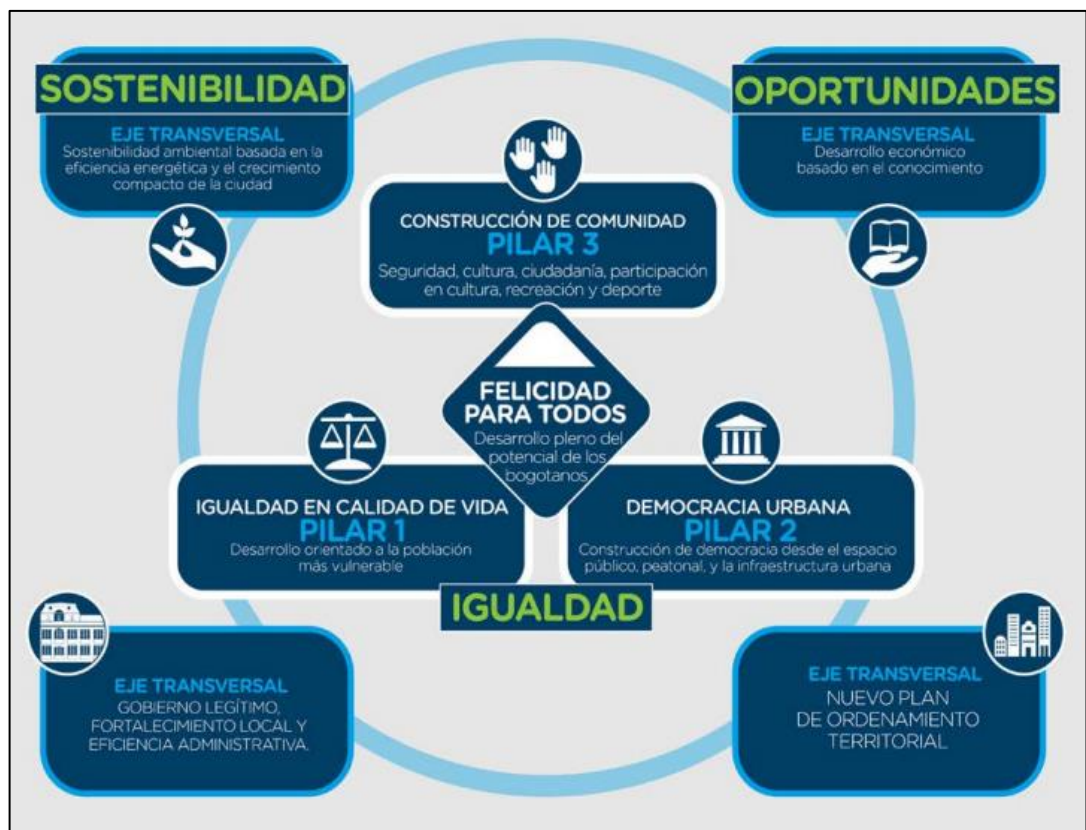 SOSTENIBILIDAD
EJE TRANSVERSAL
Sostenibilidad ambiental basada en la
eficiencia energética y el crecimiento
compacto de la ciudad
OPORTUNIDADES
EJE TRANSVERSAL
Desarrollo económico
basado en el conocimiento
CONSTRUCCIÓN DE COMUNIDAD
PILAR 3
Seguridad, cultura, ciudadanía, participación
en cultura, recreación y deporte
FELICIDAD
PARA TODOS
Desarrollo pleno del
potencial de los
bogotanos
IGUALDAD EN CALIDAD DE VIDA
PILAR 1
Desarrollo orientado a la población
más vulnerable
DEMOCRACIA URBANA
PILAR 2
Construcción de democracia desde el espacio
público, peatonal, y la infraestructura urbana
IGUALDAD
EJE TRANSVERSAL
GOBIERNO LEGÍTIMO,
FORTALECIMIENTO LOCAL Y
EFICIENCIA ADMINISTRATIVA.
EJE TRANSVERSAL
NUEVO PLAN
DE ORDENAMIENTO
TERRITORIAL